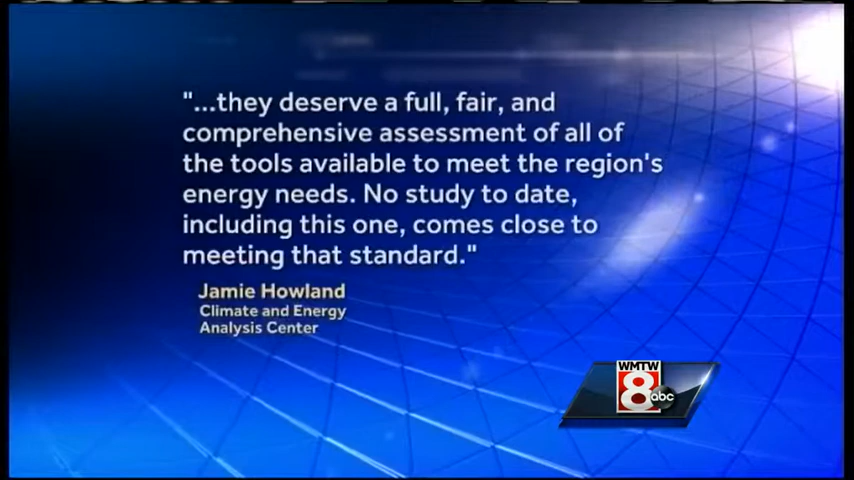 "...they deserve a full, fair, and
comprehensive assessment of all of
the tools available to meet the region's
energy needs. No study to date,
including this one, comes close to
meeting that standard."
Jamie Howland
Climate and Energy
Analysis Center
WMTW
8
abc